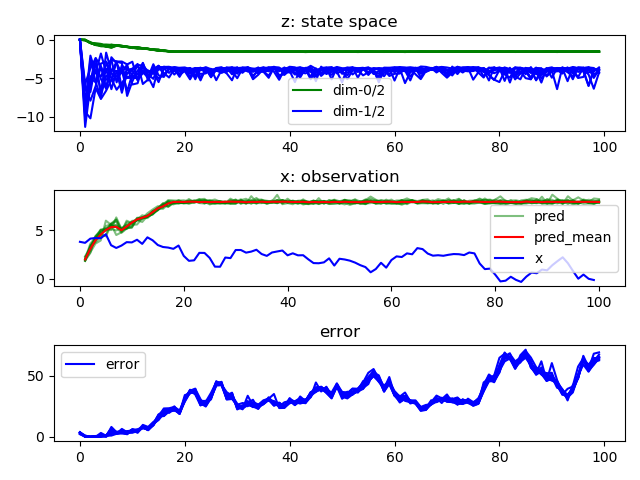 z: state space
0
−5
−10
dim-0/2
dim-1/2
0 20 40 60 80 100
x: observation
5
0
pred
pred_mean
x
0 20 40 60 80 100
error
50
0
error
0 20 40 60 80 100